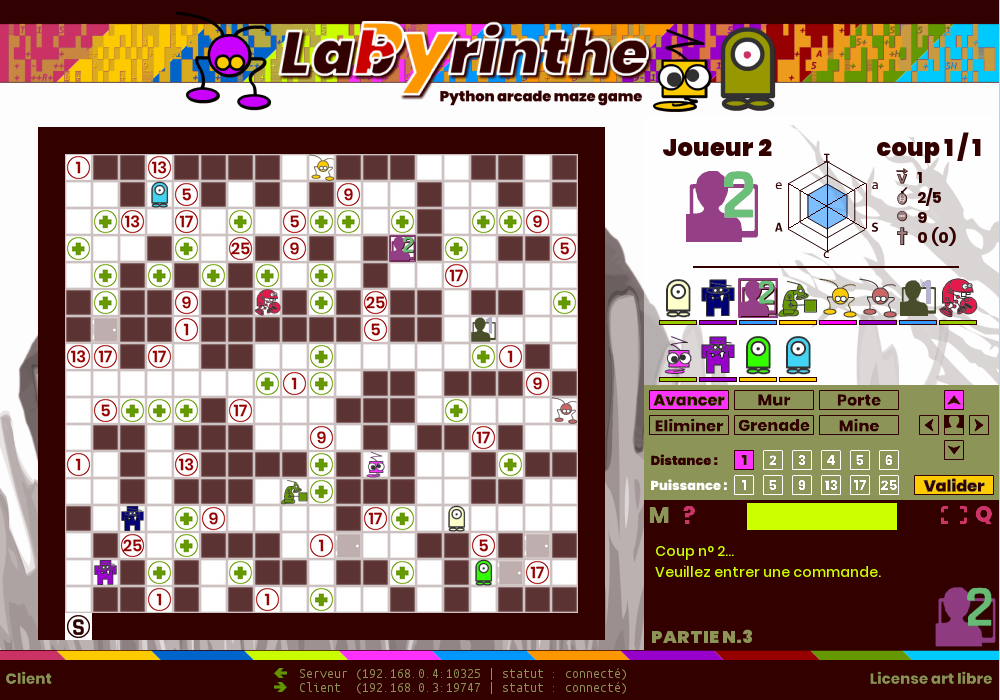 Labyrinthe
Python arcade maze game
Joueur 2
coup 1 / 1
I
e a
A S
C
1
2/5
9
0 (0)
2
2 1
1 13
5 9
13 17 5 9
25 9 2 5
17
9 25
1 5 1
13 17 17 1
1 9
5 17
9 17
1 13
9 17
25 1 5
17
1 1
S
Avancer Mur Porte
Eliminer Grenade Mine
Distance : 1 2 3 4 5 6
Puissance : 1 5 9 13 17 25
Valider
M ? Q
Coup nº 2...
Veuillez entrer une commande.
2
PARTIE N.3
Client
Serveur (192.168.0.4:10325 | statut : connecté)
Client (192.168.0.3:19747 | statut : connecté)
License art libre